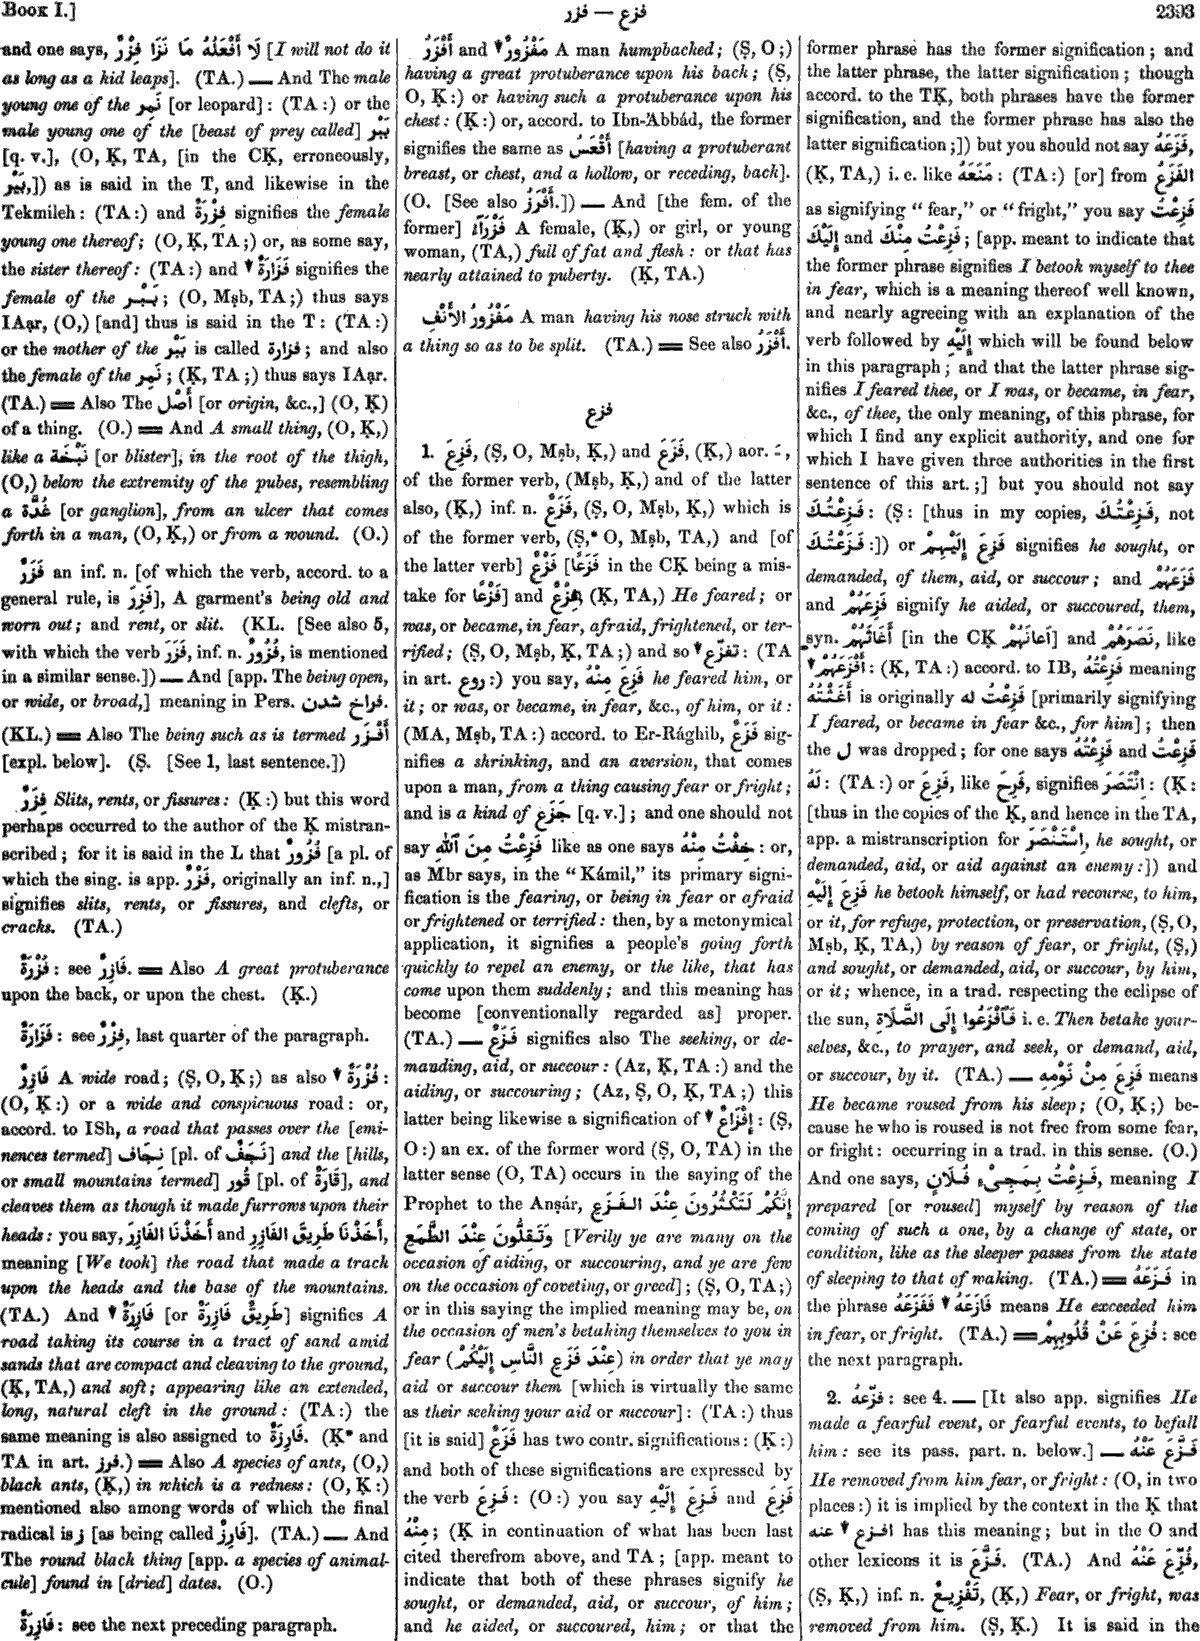 Book I.]
فزر — فزع
2393
and one says, لَا أَفْعَلُهُ مَا نَزَا فِزْرٌ [I will not do it
as long as a kid leaps]. (TA.) — And The male
young one of the نَمِر [or leopard] : (TA :) or the
male young one of the [beast of prey called] بَبْر
[q. v.], (O, Ḳ, TA, [in the CḲ, erroneously,
بَبْر,]) as is said in the T, and likewise in the
Tekmileh : (TA :) and فِزْرَةٌ signifies the female
young one thereof; (O, Ḳ, TA ;) or, as some say,
the sister thereof : (TA :) and ▼ فَزَارَةٌ signifies the
female of the بَبْر ; (O, Mṣb, TA ;) thus says
IAạr, (O,) [and] thus is said in the T : (TA :)
or the mother of the بَبْر is called فزارة ; and also
the female of the نَمِر ; (Ḳ, TA ;) thus says IAạr.
(TA.) ═ Also The أَصْل [or origin, &c.,] (O, Ḳ)
of a thing. (O.) ═ And A small thing, (O, Ḳ,)
like a نَبْخَة [or blister], in the root of the thigh,
(O,) below the extremity of the pubes, resembling
a غُدَّة [or ganglion], from an ulcer that comes
forth in a man, (O, Ḳ,) or from a wound. (O.)
فَزَرٌ an inf. n. [of which the verb, accord. to a
general rule, is فَزِرَ], A garment's being old and
worn out; and rent, or slit. (KL. [See also 5,
with which the verb فَزَرَ, inf. n. فُزُورٌ, is mentioned
in a similar sense.]) — And [app. The being open,
or wide, or broad,] meaning in Pers. فراخ شدن.
(KL.) ═ Also The being such as is termed أَفْزَر
[expl. below]. (Ṣ. [See 1, last sentence.])
فِزَرٌ Slits, rents, or fissures : (Ḳ :) but this word
perhaps occurred to the author of the Ḳ mistran-
scribed ; for it is said in the L that فُزُورٌ [a pl. of
which the sing. is app. فَزْرٌ, originally an inf. n.,]
signifies slits, rents, or fissures, and clefts, or
cracks. (TA.)
فُزْرَةٌ : see فَازِرٌ. ═ Also A great protuberance
upon the back, or upon the chest. (Ḳ.)
فَزَارَةٌ : see فِزْرٌ, last quarter of the paragraph.
فَازِرٌ A wide road ; (Ṣ, O, Ḳ ;) as also ▼ فُزْرَةٌ :
(O, Ḳ :) or a wide and conspicuous road : or,
accord. to ISh, a road that passes over the [emi-
nences termed] نِجَاف [pl. of نَجَفٌ] and the [hills,
or small mountains termed] قُور [pl. of قَارَةٌ], and
cleaves them as though it made furrows upon their
heads : you say, أَخَذْنَا الفَازِرَ and أَخَذْنَا طَرِيقَ الفَازِرِ,
meaning [We took] the road that made a track
upon the heads and the base of the mountains.
(TA.) And ▼ فَازِرَةٌ [or طَرِيقٌ فَازِرَةٌ] signifies A
road taking its course in a tract of sand amid
sands that are compact and cleaving to the ground,
(Ḳ, TA,) and soft; appearing like an extended,
long, natural cleft in the ground : (TA :) the
same meaning is also assigned to فَارِزَةٌ. (Ḳ* and
TA in art. فرز.) ═ Also A species of ants, (O,)
black ants, (Ḳ,) in which is a redness : (O, Ḳ :)
mentioned also among words of which the final
radical is ز [as being called فَارِزٌ]. (TA.) — And
The round black thing [app. a species of animal-
cule] found in [dried] dates. (O.)
فَازِرَةٌ : see the next preceding paragraph.
أَفْزَرُ and ▼ مَفْزُورٌ A man humpbacked; (Ṣ, O ;)
having a great protuberance upon his back ; (Ṣ,
O, Ḳ :) or having such a protuberance upon his
chest : (Ḳ :) or, accord. to Ibn-'Abbád, the former
signifies the same as أَقْعَسُ [having a protuberant
breast, or chest, and a hollow, or receding, back].
(O. [See also أَفْرَزُ.]) — And [the fem. of the
former] فَزْرَآءُ A female, (Ḳ,) or girl, or young
woman, (TA,) full of fat and flesh : or that has
nearly attained to puberty. (Ḳ, TA.)
مَفْزُورُ الأَنْفِ A man having his nose struck with
a thing so as to be split. (TA.) ═ See also أَفْزَرُ.
فزع
1. فَزِعَ, (Ṣ, O, Mṣb, Ḳ,) and فَزَعَ, (Ḳ,) aor. ـَ ,
of the former verb, (Mṣb, Ḳ,) and of the latter
also, (Ḳ,) inf. n. فَزَعٌ, (Ṣ, O, Mṣb, Ḳ,) which is
of the former verb, (Ṣ,* O, Mṣb, TA,) and [of
the latter verb] فَزْعٌ [فَزَعًا in the CḲ being a mis-
take for فَزْعًا] and فِزْعٌ, (Ḳ, TA,) He feared; or
was, or became, in fear, afraid, frightened, or ter-
rified; (Ṣ, O, Mṣb, Ḳ, TA ;) and so ▼ تفزّع : (TA
in art. روع :) you say, فَزِعَ مِنْهُ he feared him, or
it; or was, or became, in fear, &c., of him, or it :
(MA, Mṣb, TA :) accord. to Er-Rághib, فَزَعٌ sig-
nifies a shrinking, and an aversion, that comes
upon a man, from a thing causing fear or fright;
and is a kind of جَزَع [q. v.] ; and one should not
say فَزِعْتُ مِنَ اللّٰهِ like as one says خِفْتُ مِنْهُ : or,
as Mbr says, in the "Kámil," its primary signi-
fication is the fearing, or being in fear or afraid
or frightened or terrified : then, by a metonymical
application, it signifies a people's going forth
quickly to repel an enemy, or the like, that has
come upon them suddenly; and this meaning has
become [conventionally regarded as] proper.
(TA.) — فَزَعٌ signifies also The seeking, or de-
manding, aid, or succour : (Az, Ḳ, TA :) and the
aiding, or succouring; (Az, Ṣ, O, Ḳ, TA ;) this
latter being likewise a signification of ▼ إِفْزَاعٌ : (Ṣ,
O :) an ex. of the former word (Ṣ, O, TA) in the
latter sense (O, TA) occurs in the saying of the
Prophet to the Anṣár, إِنَّكُمْ لَتَكْثُرُونَ عِنْدَ الفَزَعِ
وَتَقِلُّونَ عِنْدَ الطَّمَعِ [Verily ye are many on the
occasion of aiding, or succouring, and ye are few
on the occasion of coveting, or greed] ; (Ṣ, O, TA ;)
or in this saying the implied meaning may be, on
the occasion of men's betaking themselves to you in
fear (عِنْدَ فَزَعِ النَّاسِ إِلَيْكُمْ) in order that ye may
aid or succour them [which is virtually the same
as their seeking your aid or succour] : (TA :) thus
[it is said] فَزَعٌ has two contr. significations : (Ḳ :)
and both of these significations are expressed by
the verb فَزِعَ : (O :) you say فَزِعَ إِلَيْهِ and فَزِعَ
مِنْهُ ; (Ḳ in continuation of what has been last
cited therefrom above, and TA ; [app. meant to
indicate that both of these phrases signify he
sought, or demanded, aid, or succour, of him;
and he aided, or succoured, him; or that the
former phrase has the former signification ; and
the latter phrase, the latter signification ; though
accord. to the TḲ, both phrases have the former
signification, and the former phrase has also the
latter signification ;]) but you should not say فَزَعَهُ,
(Ḳ, TA,) i. e. like مَنَعَهُ : (TA :) [or] from الفَزَعُ
as signifying "fear," or "fright," you say فَزِعْتُ
إِلَيْكَ and فَزِعْتُ مِنْكَ ; [app. meant to indicate that
the former phrase signifies I betook myself to thee
in fear, which is a meaning thereof well known,
and nearly agreeing with an explanation of the
verb followed by إِلَيْهِ which will be found below
in this paragraph ; and that the latter phrase sig-
nifies I feared thee, or I was, or became, in fear,
&c., of thee, the only meaning, of this phrase, for
which I find any explicit authority, and one for
which I have given three authorities in the first
sentence of this art. ;] but you should not say
فَزِعْتُكَ : (Ṣ : [thus in my copies, فَزِعْتُكَ, not
فَزَعْتُكَ :]) or فَزِعَ إِلَيْهِمْ signifies he sought, or
demanded, of them, aid, or succour; and فَزَعَهُمْ
and فَزِعَهُمْ signify he aided, or succoured, them,
syn. أَغَاثَهُمْ [in the CḲ اَعانَهُمْ] and نَصَرَهُمْ, like
▼ أَفْزَعَهُمْ : (Ḳ, TA :) accord. to IB, فَزِعْتُهُ meaning
أَغَثْتُهُ is originally فَزِعْتُ له [primarily signifying
I feared, or became in fear &c., for him] ; then
the ل was dropped ; for one says فَزِعْتُهُ and فَزِعْتُ
لَهُ : (TA :) or فَزِعَ, like فَرِحَ, signifies اِنْتَصَرَ : (Ḳ :
[thus in the copies of the Ḳ, and hence in the TA,
app. a mistranscription for اِسْتَنْصَرَ, he sought, or
demanded, aid, or aid against an enemy :]) and
فَزِعَ إِلَيْهِ he betook himself, or had recourse, to him,
or it, for refuge, protection, or preservation, (Ṣ, O,
Mṣb, Ḳ, TA,) by reason of fear, or fright, (Ṣ,)
and sought, or demanded, aid, or succour, by him,
or it; whence, in a trad. respecting the eclipse of
the sun, فَٱفْزَعُوا إِلَى الصَّلَاةِ i. e. Then betake your-
selves, &c., to prayer, and seek, or demand, aid,
or succour, by it. (TA.) — فَزِعَ مِنْ نَوْمِهِ means
He became roused from his sleep; (O, Ḳ ;) be-
cause he who is roused is not free from some fear,
or fright : occurring in a trad. in this sense. (O.)
And one says, فَزِعْتُ بِمَجِىْءِ فُلَانٍ, meaning I
prepared [or roused] myself by reason of the
coming of such a one, by a change of state, or
condition, like as the sleeper passes from the state
of sleeping to that of waking. (TA.) ═ فَزَعَهُ in
the phrase ▼ فَازَعَهُ فَفَزَعَهُ means He exceeded him
in fear, or fright. (TA.) ═ فُزِعَ عَنْ قُلُوبِهِمْ : see
the next paragraph.
2. فزّعهُ : see 4. — [It also app. signifies He
made a fearful event, or fearful events, to befall
him : see its pass. part. n. below.] — فَزَّعَ عَنْهُ
He removed from him fear, or fright : (O, in two
places :) it is implied by the context in the Ḳ that
▼ افزع عنه has this meaning ; but in the O and
other lexicons it is فَزَّعَ. (TA.) And فُزِّعَ عَنْهُ,
(Ṣ, Ḳ,) inf. n. تَفْزِيعٌ, (Ḳ,) Fear, or fright, was
removed from him. (Ṣ, Ḳ.) It is said in the